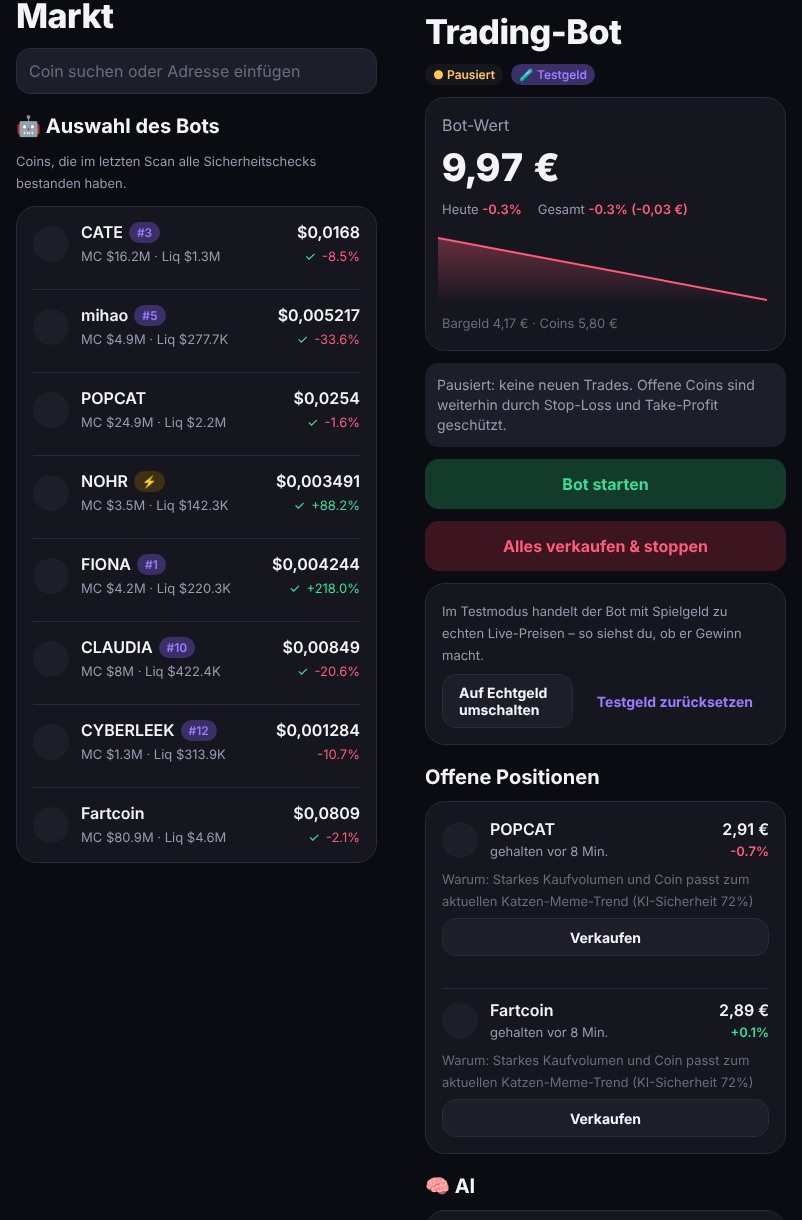 Markt
Coin suchen oder Adresse einfügen
🤖 Auswahl des Bots
Coins, die im letzten Scan alle Sicherheitschecks
bestanden haben.
CATE #3 $0,0168
MC $16.2M · Liq $1.3M ✓ -8.5%
mihao #5 $0,005217
MC $4.9M · Liq $277.7K ✓ -33.6%
POPCAT $0,0254
MC $24.9M · Liq $2.2M ✓ -1.6%
NOHR ⚡ $0,003491
MC $3.5M · Liq $142.3K ✓ +88.2%
FIONA #1 $0,004244
MC $4.2M · Liq $220.3K ✓ +218.0%
CLAUDIA #10 $0,00849
MC $8M · Liq $422.4K ✓ -20.6%
CYBERLEEK #12 $0,001284
MC $1.3M · Liq $313.9K -10.7%
Fartcoin $0,0809
MC $80.9M · Liq $4.6M ✓ -2.1%
Trading-Bot
Pausiert 🧪 Testgeld
Bot-Wert
9,97 €
Heute -0.3% Gesamt -0.3% (-0,03 €)
Bargeld 4,17 € · Coins 5,80 €
Pausiert: keine neuen Trades. Offene Coins sind
weiterhin durch Stop-Loss und Take-Profit
geschützt.
Bot starten
Alles verkaufen & stoppen
Im Testmodus handelt der Bot mit Spielgeld zu
echten Live-Preisen – so siehst du, ob er Gewinn
macht.
Auf Echtgeld
umschalten
Testgeld zurücksetzen
Offene Positionen
POPCAT 2,91 €
gehalten vor 8 Min. -0.7%
Warum: Starkes Kaufvolumen und Coin passt zum
aktuellen Katzen-Meme-Trend (KI-Sicherheit 72%)
Verkaufen
Fartcoin 2,89 €
gehalten vor 8 Min. +0.1%
Warum: Starkes Kaufvolumen und Coin passt zum
aktuellen Katzen-Meme-Trend (KI-Sicherheit 72%)
Verkaufen
🧠 AI